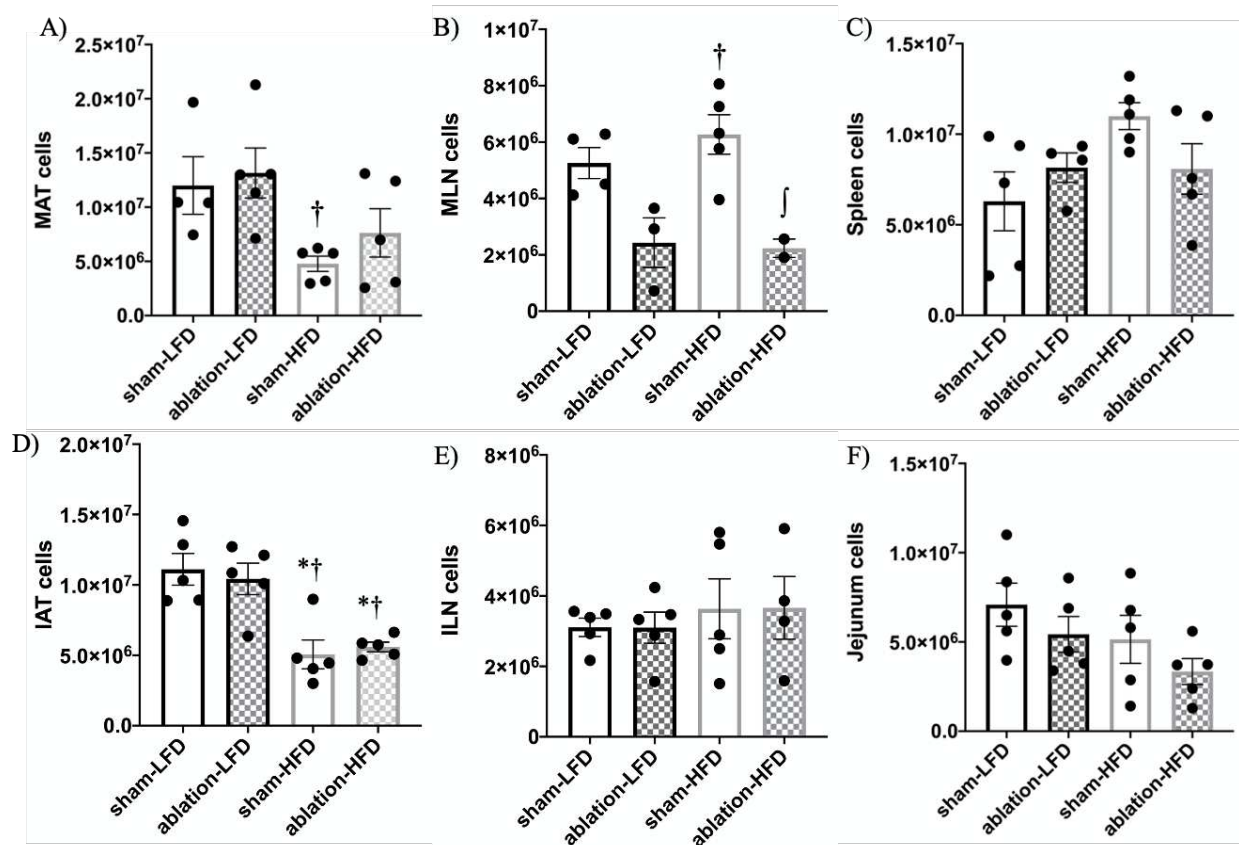 A)
MAT cells
2.5×10⁷
2.0×10⁷
1.5×10⁷
1.0×10⁷
5.0×10⁶
0.0
†
sham-LFD
ablation-LFD
sham-HFD
ablation-HFD
B)
MLN cells
1×10⁷
8×10⁶
6×10⁶
4×10⁶
2×10⁶
0
†
∫
sham-LFD
ablation-LFD
sham-HFD
ablation-HFD
C)
Spleen cells
1.5×10⁷
1.0×10⁷
5.0×10⁶
0.0
sham-LFD
ablation-LFD
sham-HFD
ablation-HFD
D)
IAT cells
2.0×10⁷
1.5×10⁷
1.0×10⁷
5.0×10⁶
0.0
*†
*†
sham-LFD
ablation-LFD
sham-HFD
ablation-HFD
E)
ILN cells
8×10⁶
6×10⁶
4×10⁶
2×10⁶
0
sham-LFD
ablation-LFD
sham-HFD
ablation-HFD
F)
Jejunum cells
1.5×10⁷
1.0×10⁷
5.0×10⁶
0.0
sham-LFD
ablation-LFD
sham-HFD
ablation-HFD